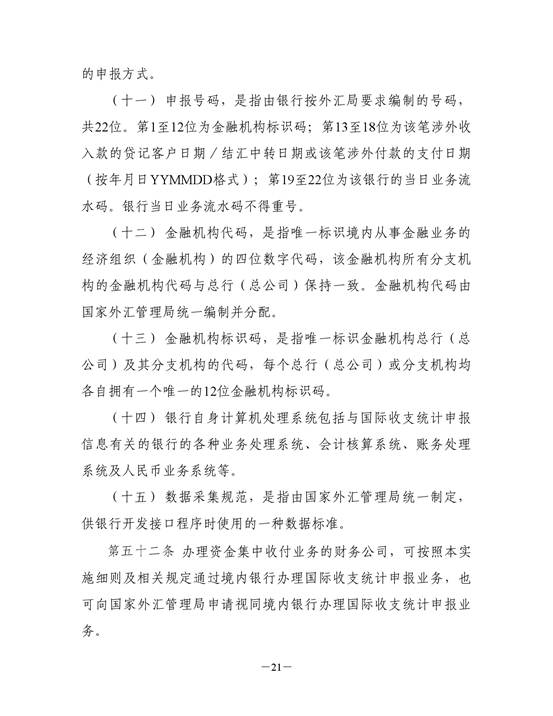 的申报方式。
（十一） 申报号码，是指由银行按外汇局要求编制的号码，
共22位。第1至12位为金融机构标识码；第13至18位为该笔涉外收
入款的贷记客户日期／结汇中转日期或该笔涉外付款的支付日期
（按年月日YYMMDD格式）；第19至22位为该银行的当日业务流
水码。银行当日业务流水码不得重号。
（十二） 金融机构代码，是指唯一标识境内从事金融业务的
经济组织（金融机构）的四位数字代码，该金融机构所有分支机
构的金融机构代码与总行（总公司）保持一致。金融机构代码由
国家外汇管理局统一编制并分配。
（十三） 金融机构标识码，是指唯一标识金融机构总行（总
公司）及其分支机构的代码，每个总行（总公司）或分支机构均
各自拥有一个唯一的12位金融机构标识码。
（十四） 银行自身计算机处理系统包括与国际收支统计申报
信息有关的银行的各种业务处理系统、会计核算系统、账务处理
系统及人民币业务系统等。
（十五） 数据采集规范，是指由国家外汇管理局统一制定，
供银行开发接口程序时使用的一种数据标准。
第五十二条 办理资金集中收付业务的财务公司，可按照本实
施细则及相关规定通过境内银行办理国际收支统计申报业务，也
可向国家外汇管理局申请视同境内银行办理国际收支统计申报业
务。
－21－